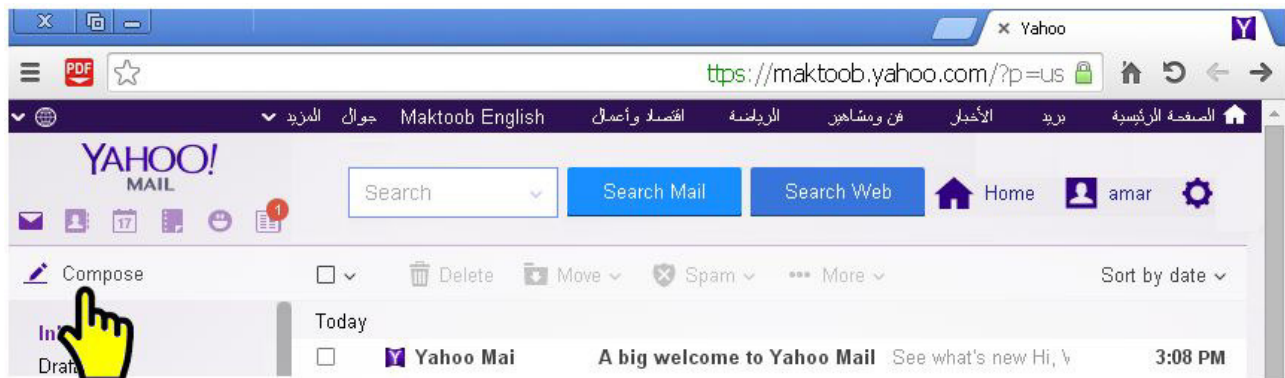 Yahoo
ttps://maktoob.yahoo.com/?p=us
PDF
الصفحة الرئيسية بريد الأخبار فن ومشاهير الرياضة اقتصاد وأعمال Maktoob English جوال المزيد
YAHOO!
MAIL
Search Search Mail Search Web Home amar
17 1
Compose Delete Move Spam More Sort by date
Today
Yahoo Mai A big welcome to Yahoo Mail See what's new Hi, 3:08 PM